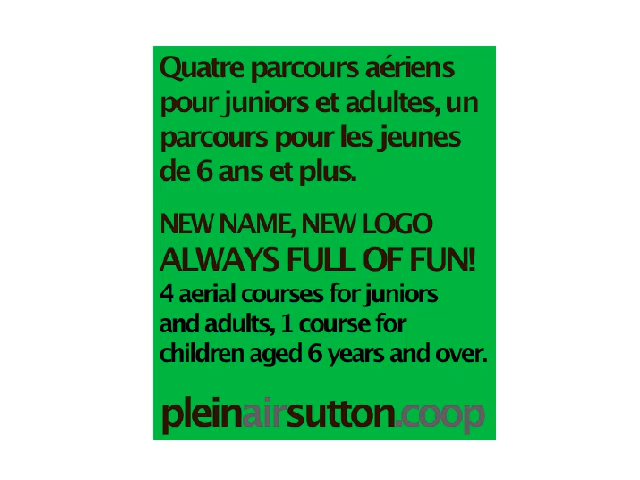 Quatre parcours aériens
pour juniors et adultes, un
parcours pour les jeunes
de 6 ans et plus.
NEW NAME, NEW LOGO
ALWAYS FULL OF FUN!
4 aerial courses for juniors
and adults, 1 course for
children aged 6 years and over.
pleinairsutton.coop